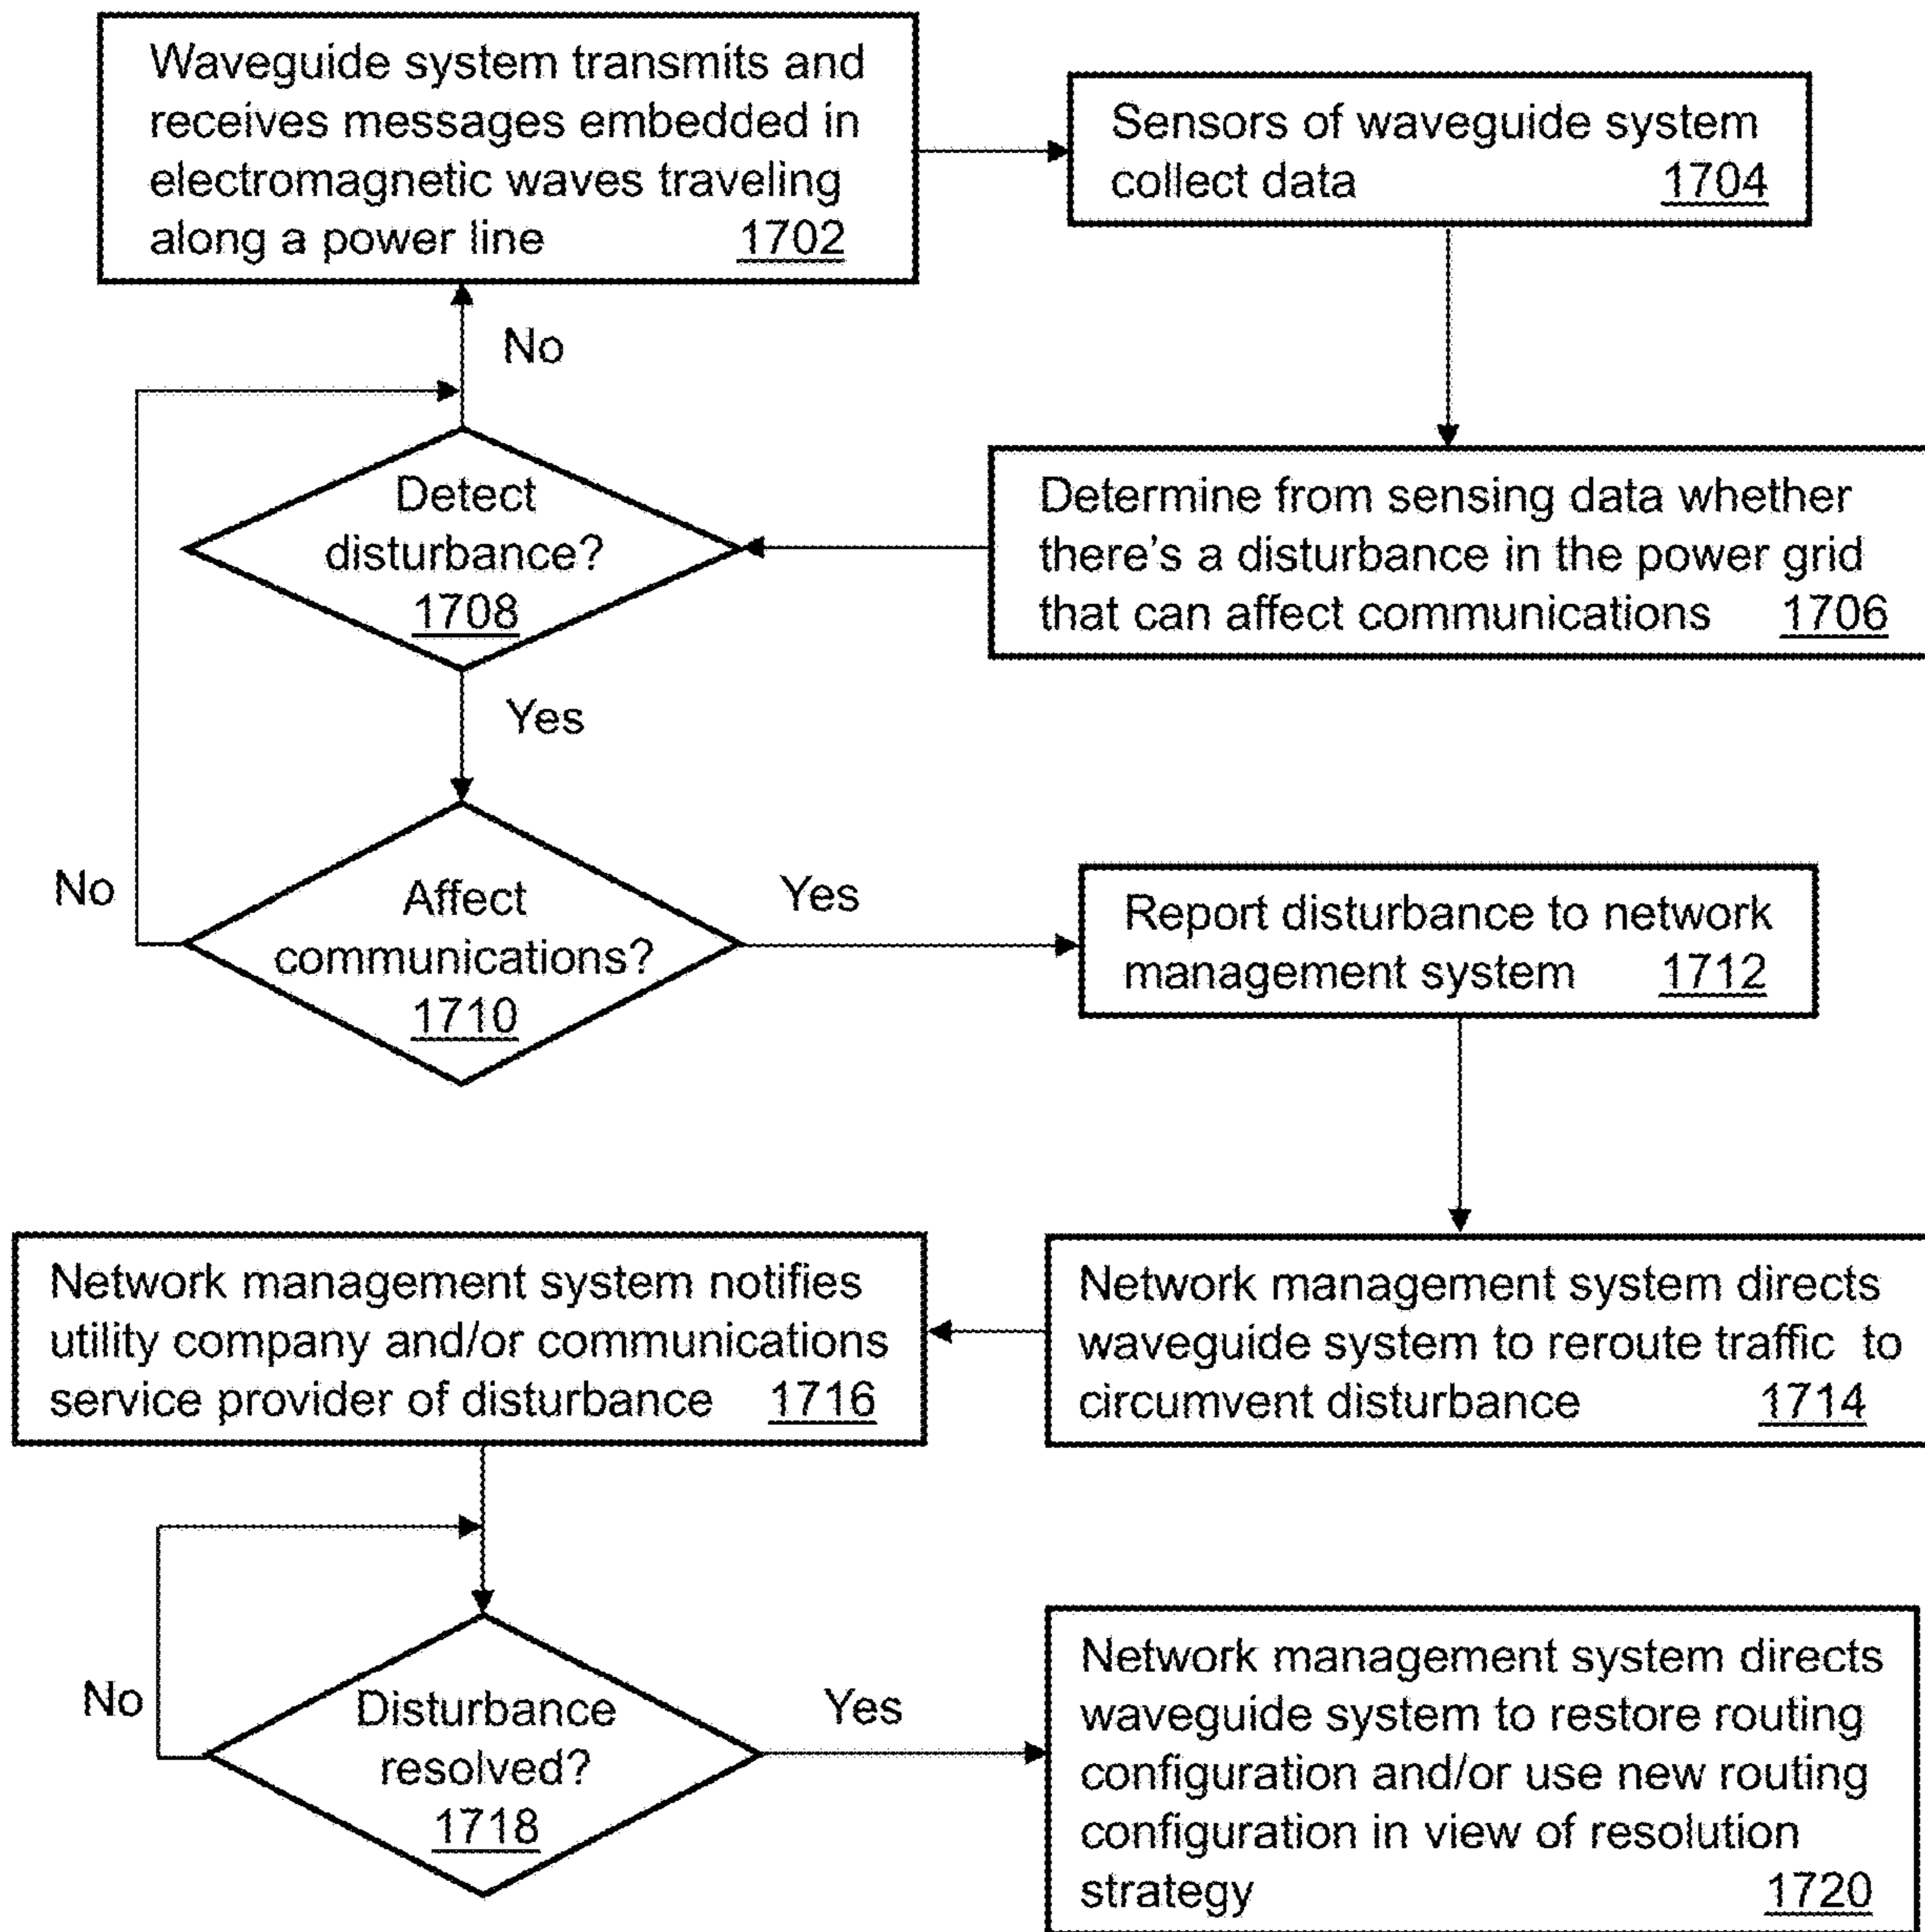 Waveguide system transmits and
receives messages embedded in
electromagnetic waves traveling
along a power line 1702
Sensors of waveguide system
collect data 1704
No
Detect
disturbance?
1708
Determine from sensing data whether
there's a disturbance in the power grid
that can affect communications 1706
Yes
No
Affect
communications?
1710
Yes
Report disturbance to network
management system 1712
Network management system notifies
utility company and/or communications
service provider of disturbance 1716
Network management system directs
waveguide system to reroute traffic to
circumvent disturbance 1714
No
Disturbance
resolved?
1718
Yes
Network management system directs
waveguide system to restore routing
configuration and/or use new routing
configuration in view of resolution
strategy 1720